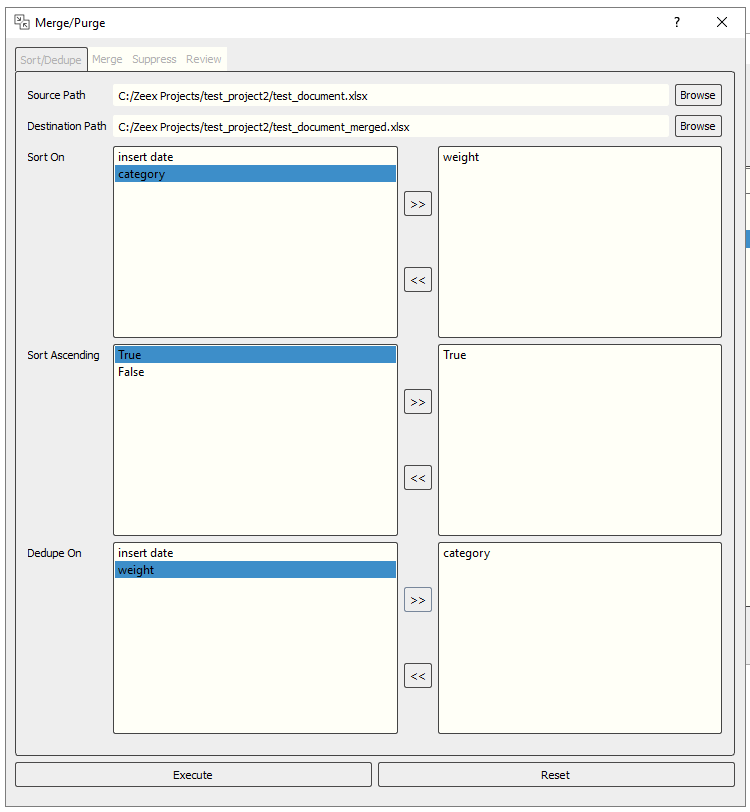 Merge/Purge ?
Sort/Dedupe Merge Suppress Review
Source Path C:/Zeex Projects/test_project2/test_document.xlsx Browse
Destination Path C:/Zeex Projects/test_project2/test_document_merged.xlsx Browse
Sort On
insert date
category
>>
<<
weight
Sort Ascending
True
False
>>
<<
True
Dedupe On
insert date
weight
>>
<<
category
Execute Reset